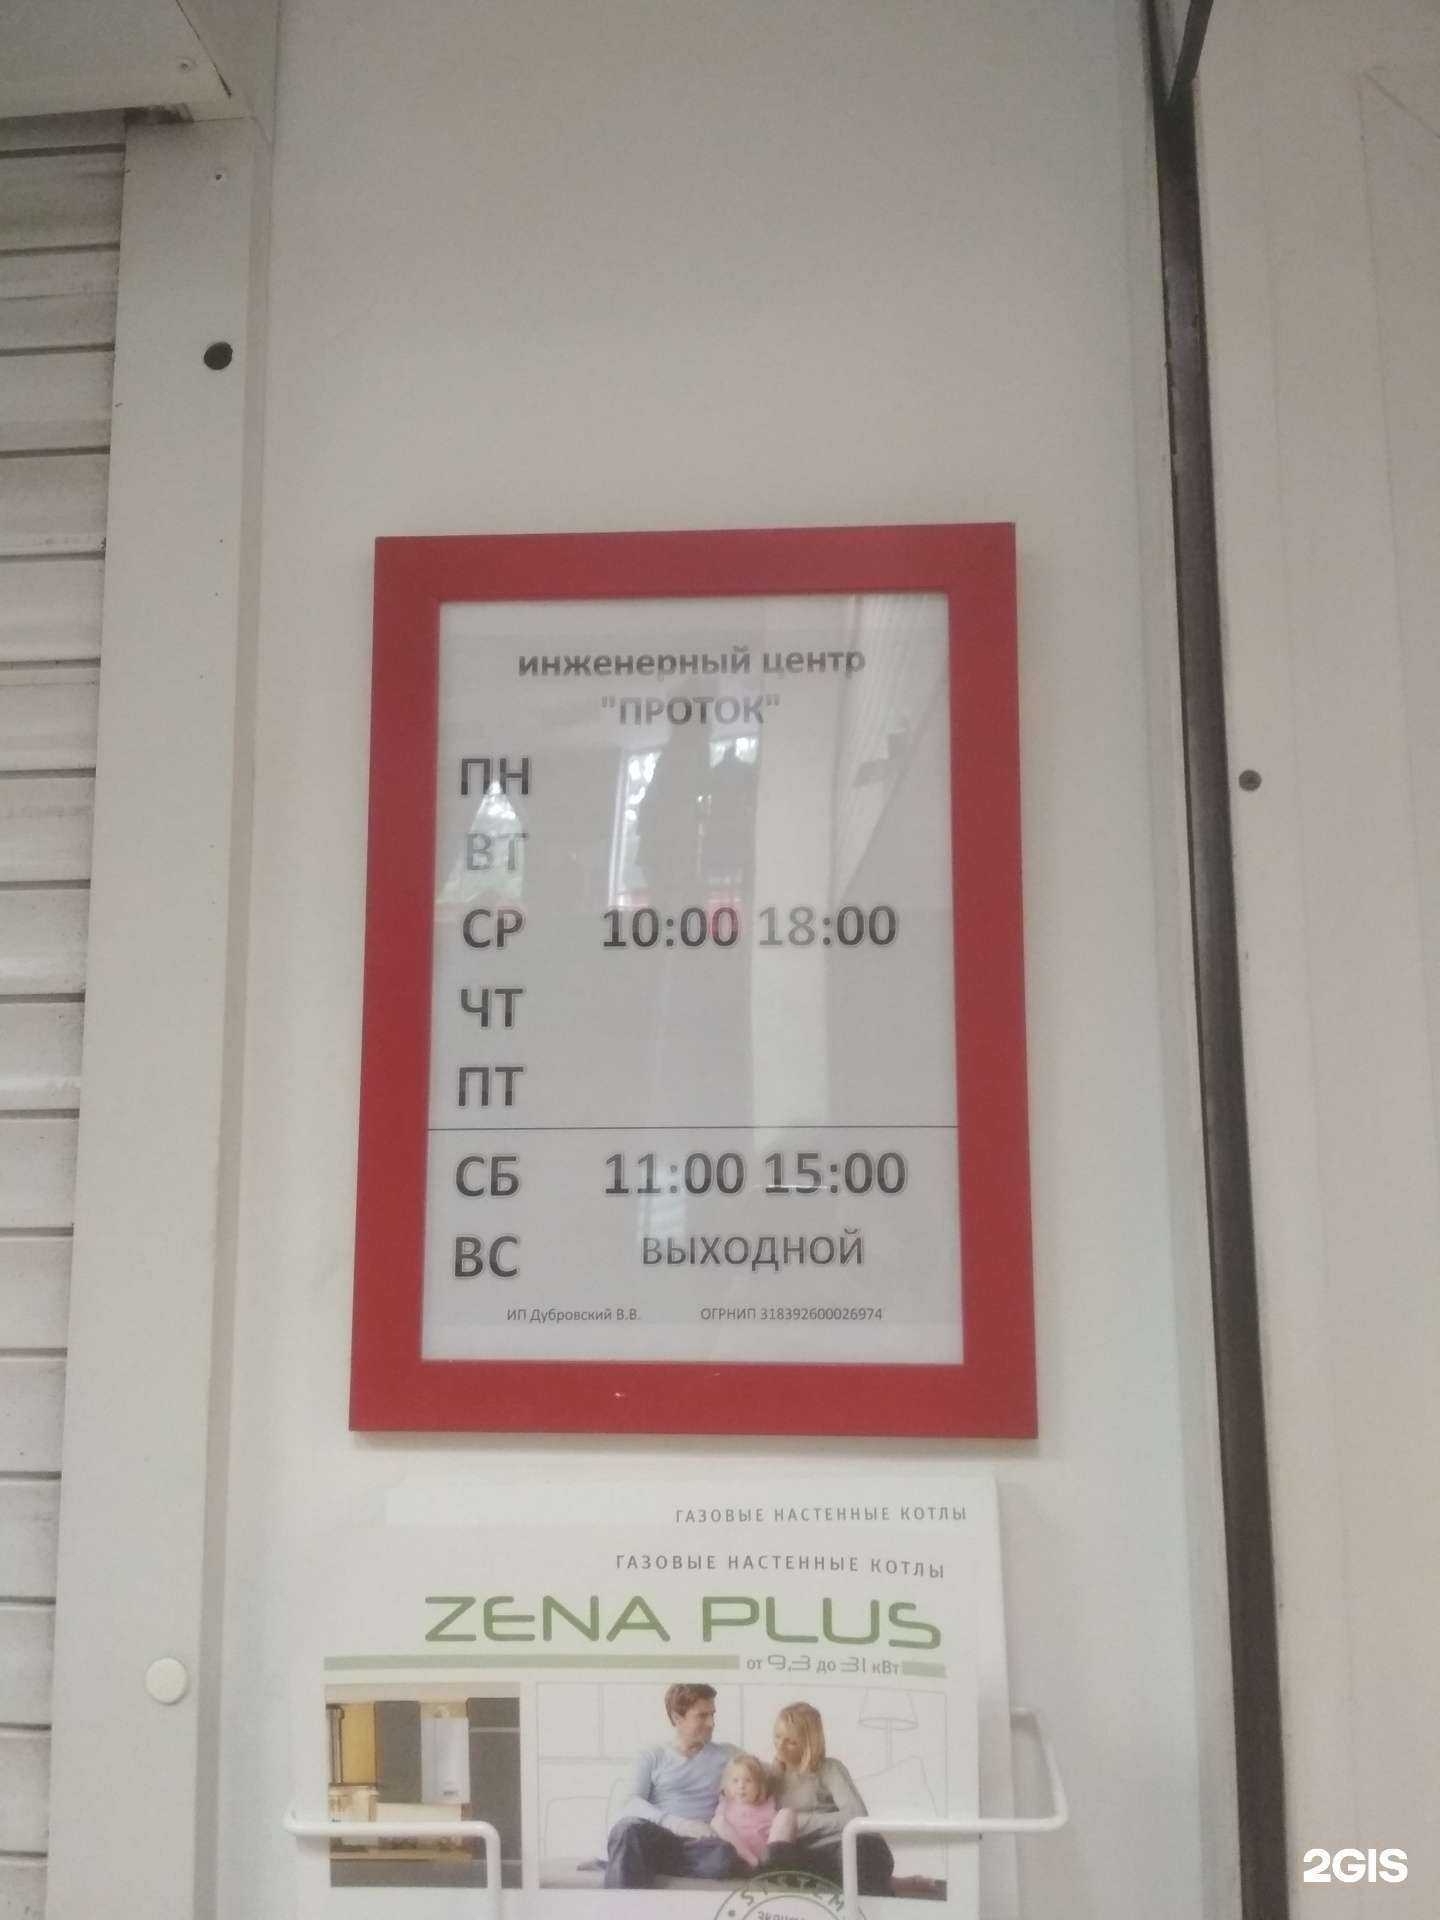 инженерный центр
"ПРОТОК"
ПН
ВТ
СР 10:00 18:00
ЧТ
ПТ
СБ 11:00 15:00
ВС ВЫХОДНОЙ
ИП Дубровский В.В. ОГРНИП 318392600026974
ГАЗОВЫЕ НАСТЕННЫЕ КОТЛЫ
ГАЗОВЫЕ НАСТЕННЫЕ КОТЛЫ
ZENA PLUS
от 9,3 до 31 кВт
SYSTEM
2GIS